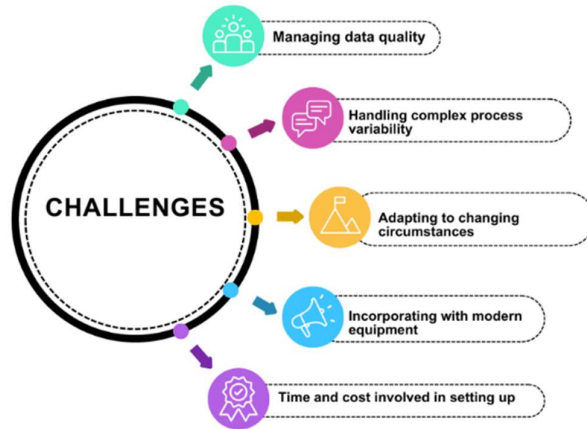 Managing data quality
Handling complex process
variability
CHALLENGES
Adapting to changing
circumstances
Incorporating with modern
equipment
Time and cost involved in setting up